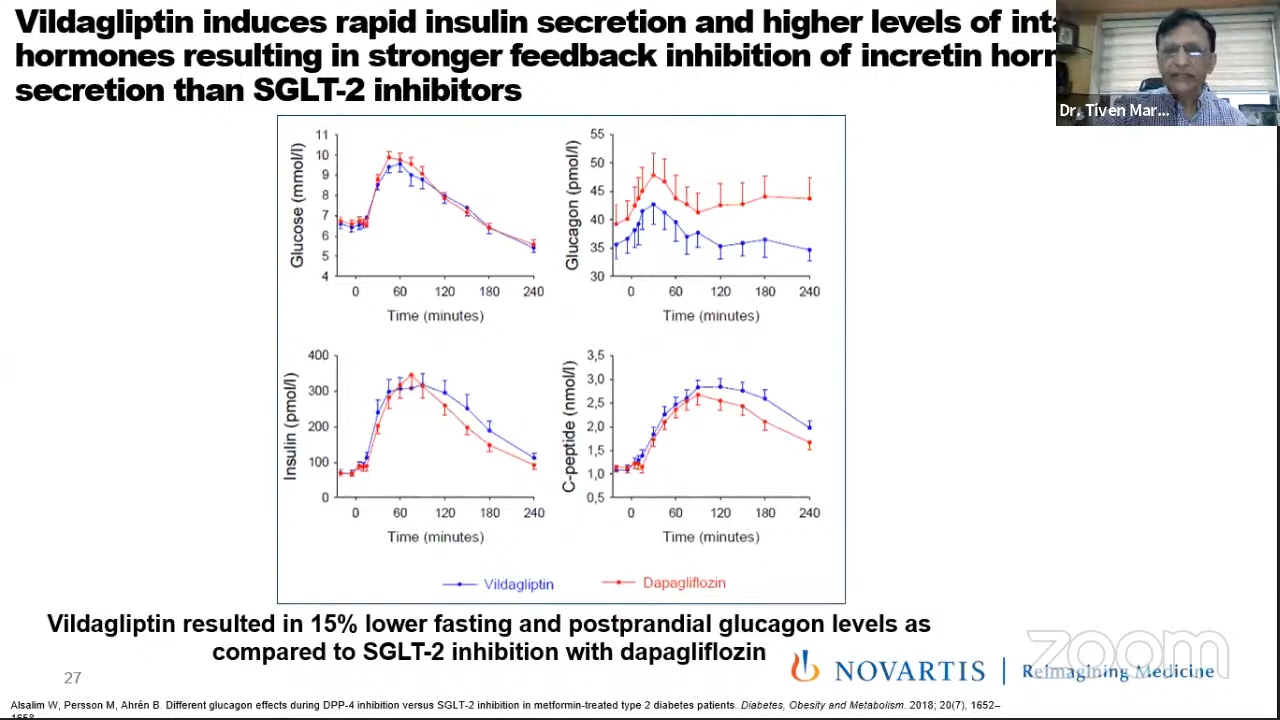 Vildagliptin induces rapid insulin secretion and higher levels of
hormones resulting in stronger feedback inhibition of incretin
secretion than SGLT-2 inhibitors
Dr. Tiven Mar...
11
10
9
8
7
6
5
4
Glucose (mmol/l)
0 60 120 180 240
Time (minutes)
55
50
45
40
35
30
Glucagon (pmol/l)
0 60 120 180 240
Time (minutes)
400
300
200
100
0
Insulin (pmol/l)
0 60 120 180 240
Time (minutes)
3,5
3,0
2,5
2,0
1,5
1,0
0,5
C-peptide (nmol/l)
0 60 120 180 240
Time (minutes)
Vildagliptin Dapagliflozin
Vildagliptin resulted in 15% lower fasting and postprandial glucagon levels as
compared to SGLT-2 inhibition with dapagliflozin
zoom
NOVARTIS | Reimagining Medicine
27
Alsalim W, Persson M, Ahrén B. Different glucagon effects during DPP-4 inhibition versus SGLT-2 inhibition in metformin-treated type 2 diabetes patients. Diabetes, Obesity and Metabolism. 2018; 20(7), 1652–